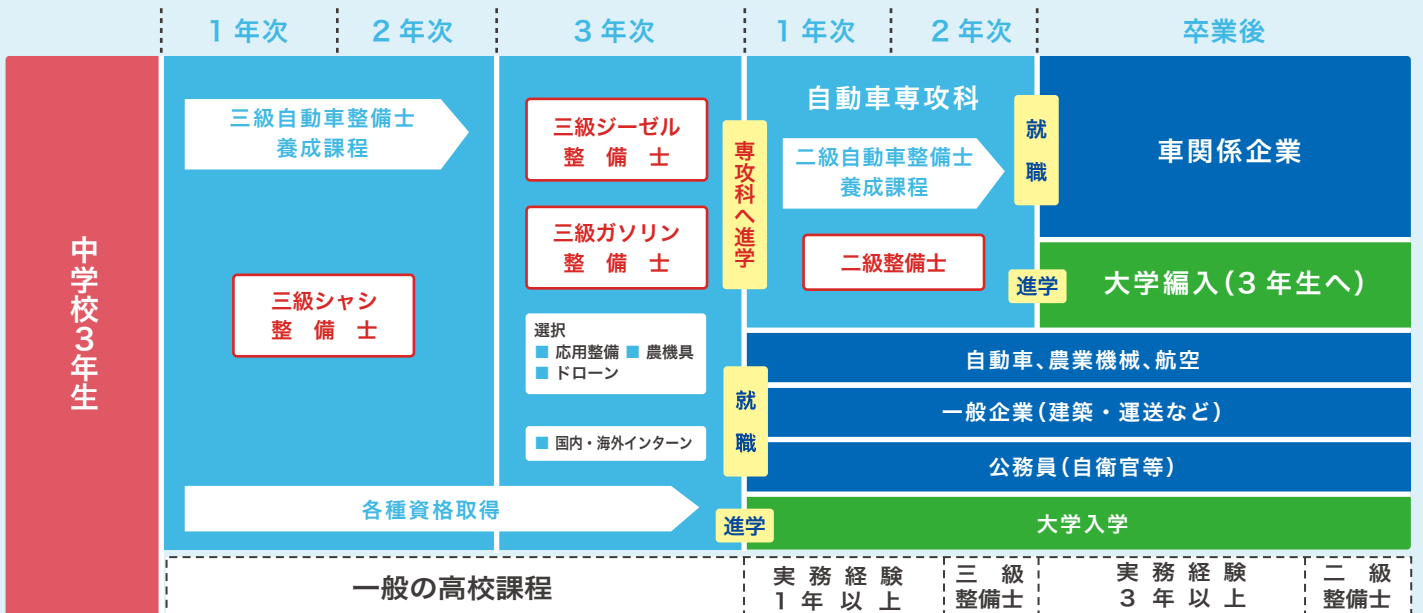 1年次
2年次
3年次
1年次
2年次
卒業後
中学校3年生
三級自動車整備士
養成課程
三級シャシ
整備士
三級ジーゼル
整備士
三級ガソリン
整備士
選択
■ 応用整備 ■ 農機具
■ ドローン
■ 国内・海外インターン
各種資格取得
専攻科へ進学
就職
進学
自動車専攻科
二級自動車整備士
養成課程
二級整備士
就職
進学
車関係企業
大学編入(3年生へ)
自動車、農業機械、航空
一般企業(建築・運送など)
公務員(自衛官等)
大学入学
一般の高校課程
実務経験
1年以上
三級
整備士
実務経験
3年以上
二級
整備士